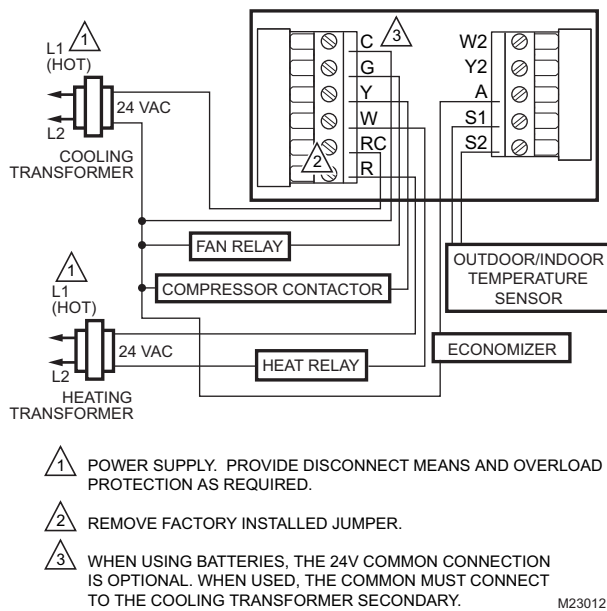 1
L1
(HOT)
24 VAC
L2
COOLING
TRANSFORMER
C
3
G
Y
W
RC
2
R
W2
Y2
A
S1
S2
FAN RELAY
COMPRESSOR CONTACTOR
OUTDOOR/INDOOR
TEMPERATURE
SENSOR
1
L1
(HOT)
24 VAC
L2
HEATING
TRANSFORMER
HEAT RELAY
ECONOMIZER
1 POWER SUPPLY. PROVIDE DISCONNECT MEANS AND OVERLOAD
PROTECTION AS REQUIRED.
2 REMOVE FACTORY INSTALLED JUMPER.
3 WHEN USING BATTERIES, THE 24V COMMON CONNECTION
IS OPTIONAL. WHEN USED, THE COMMON MUST CONNECT
TO THE COOLING TRANSFORMER SECONDARY.
M23012